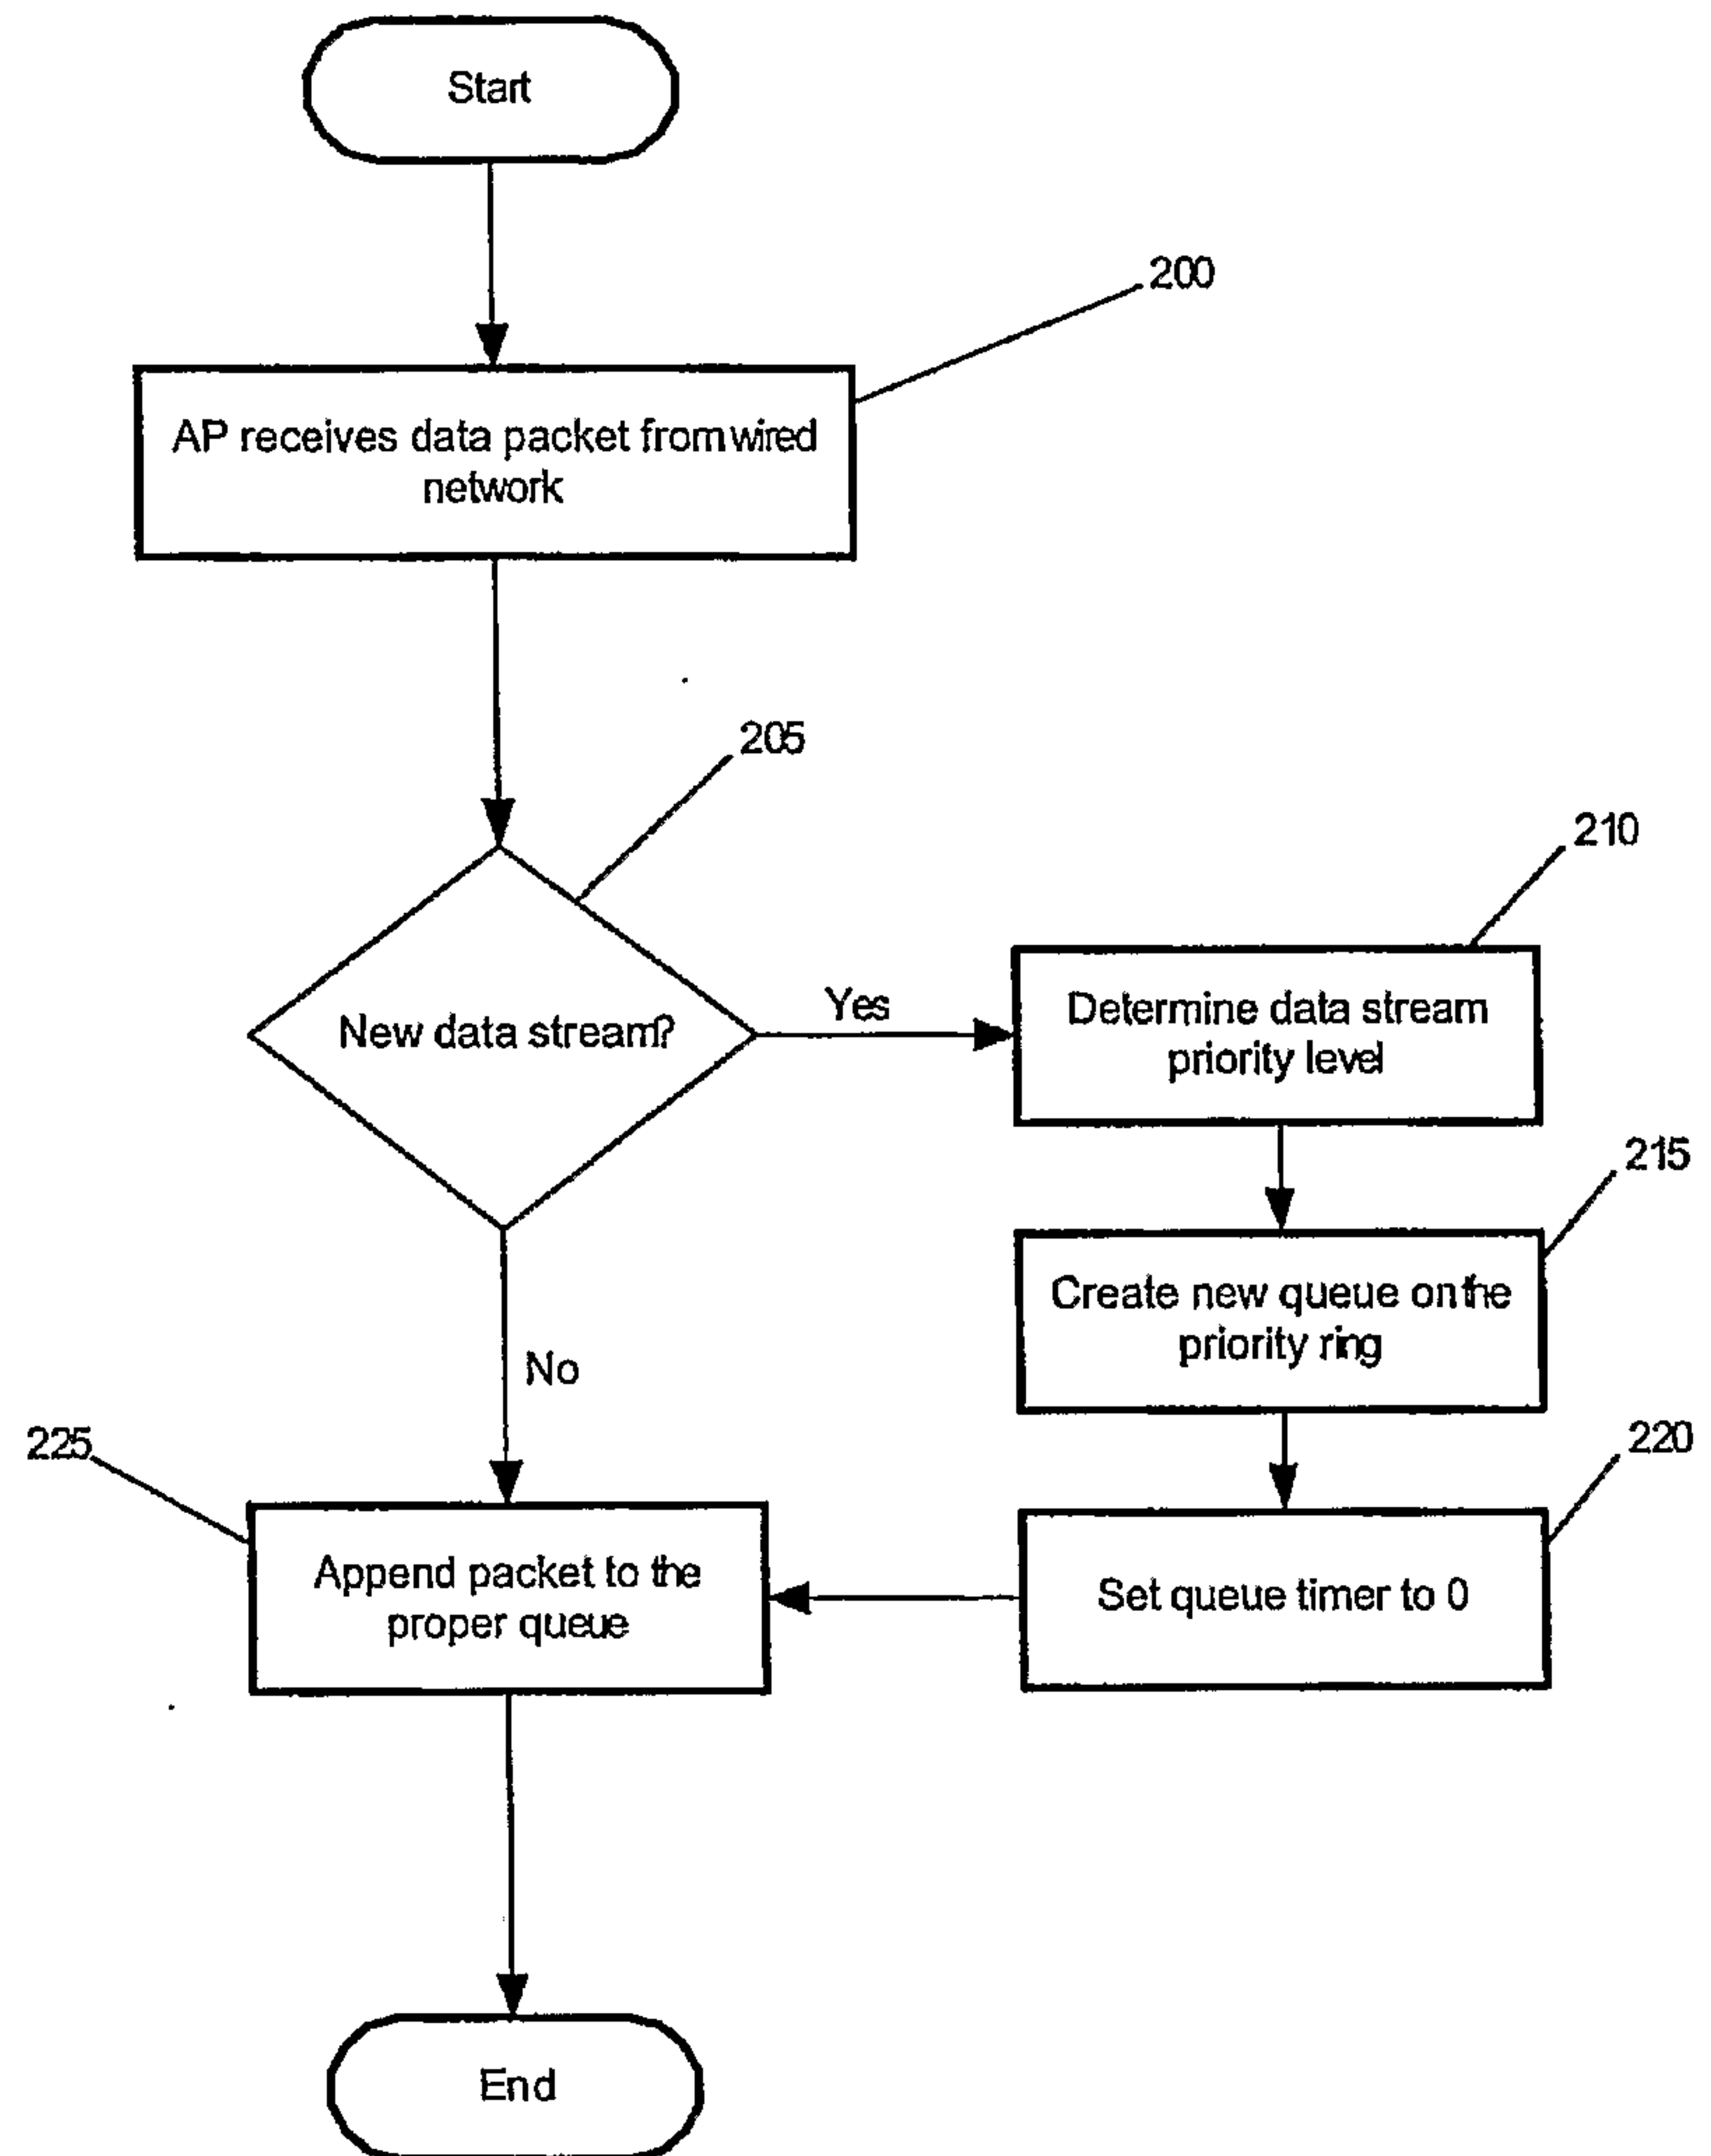 Start
200
AP receives data packet from wired
network
205
210
New data stream?
Yes
Determine data stream
priority level
215
Create new queue on the
priority ring
No
225
220
Append packet to the
proper queue
Set queue timer to 0
End